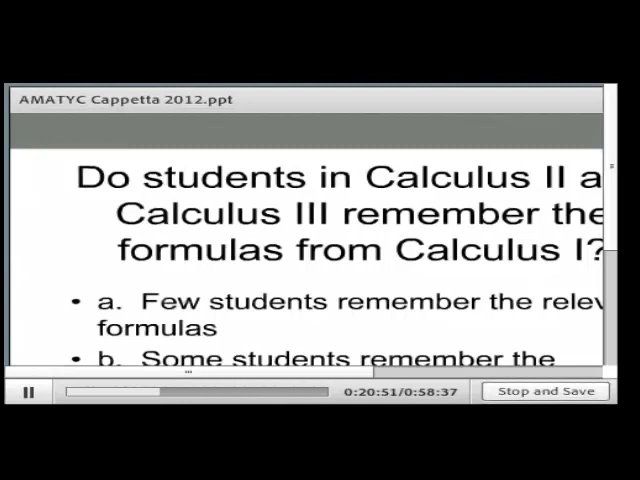 AMATYC Cappetta 2012.ppt
Do students in Calculus II a
Calculus III remember the
formulas from Calculus I?
• a. Few students remember the relev
formulas
• b. Some students remember the
0:20:51/0:58:37
Stop and Save